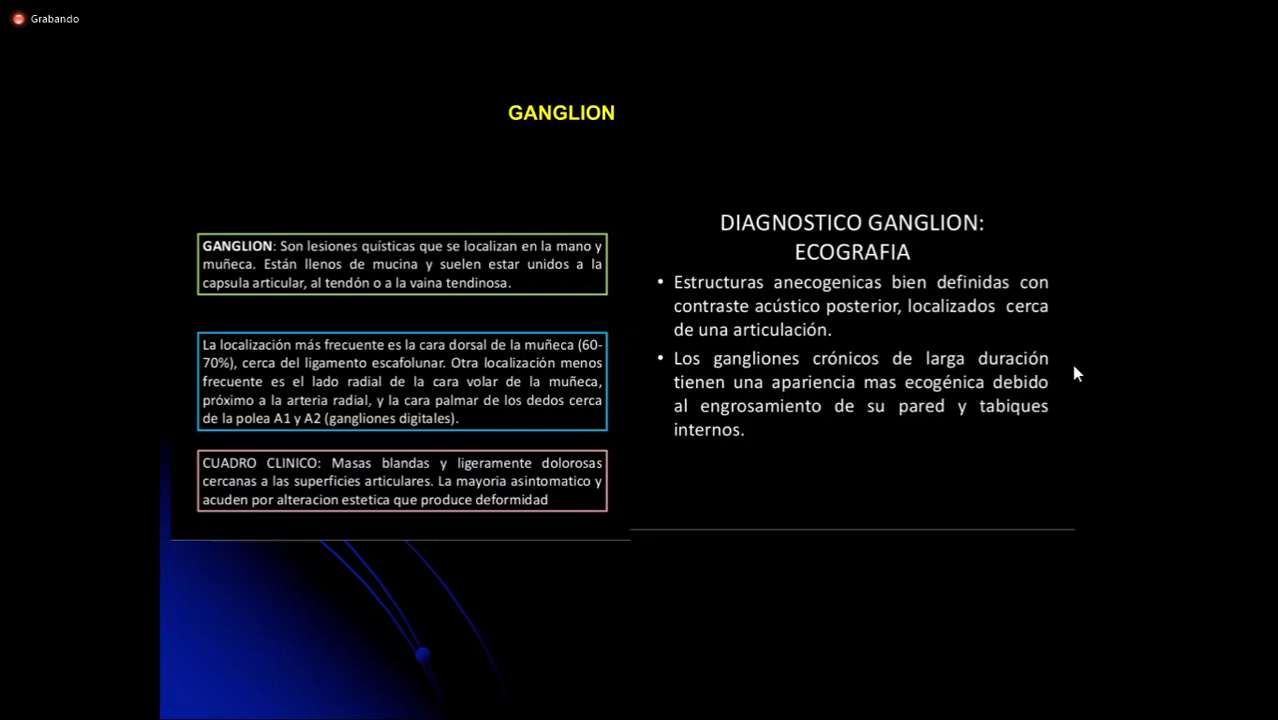 Grabando
GANGLION
GANGLION: Son lesiones quísticas que se localizan en la mano y
muñeca. Están llenos de mucina y suelen estar unidos a la
capsula articular, al tendón o a la vaina tendinosa.
La localización más frecuente es la cara dorsal de la muñeca (60-
70%), cerca del ligamento escafolunar. Otra localización menos
frecuente es el lado radial de la cara volar de la muñeca,
próximo a la arteria radial, y la cara palmar de los dedos cerca
de la polea A1 y A2 (gangliones digitales).
CUADRO CLINICO: Masas blandas y ligeramente dolorosas
cercanas a las superficies articulares. La mayoria asintomatico y
acuden por alteracion estetica que produce deformidad
DIAGNOSTICO GANGLION:
ECOGRAFIA
• Estructuras anecogenicas bien definidas con
contraste acústico posterior, localizados cerca
de una articulación.
• Los gangliones crónicos de larga duración
tienen una apariencia mas ecogénica debido
al engrosamiento de su pared y tabiques
internos.